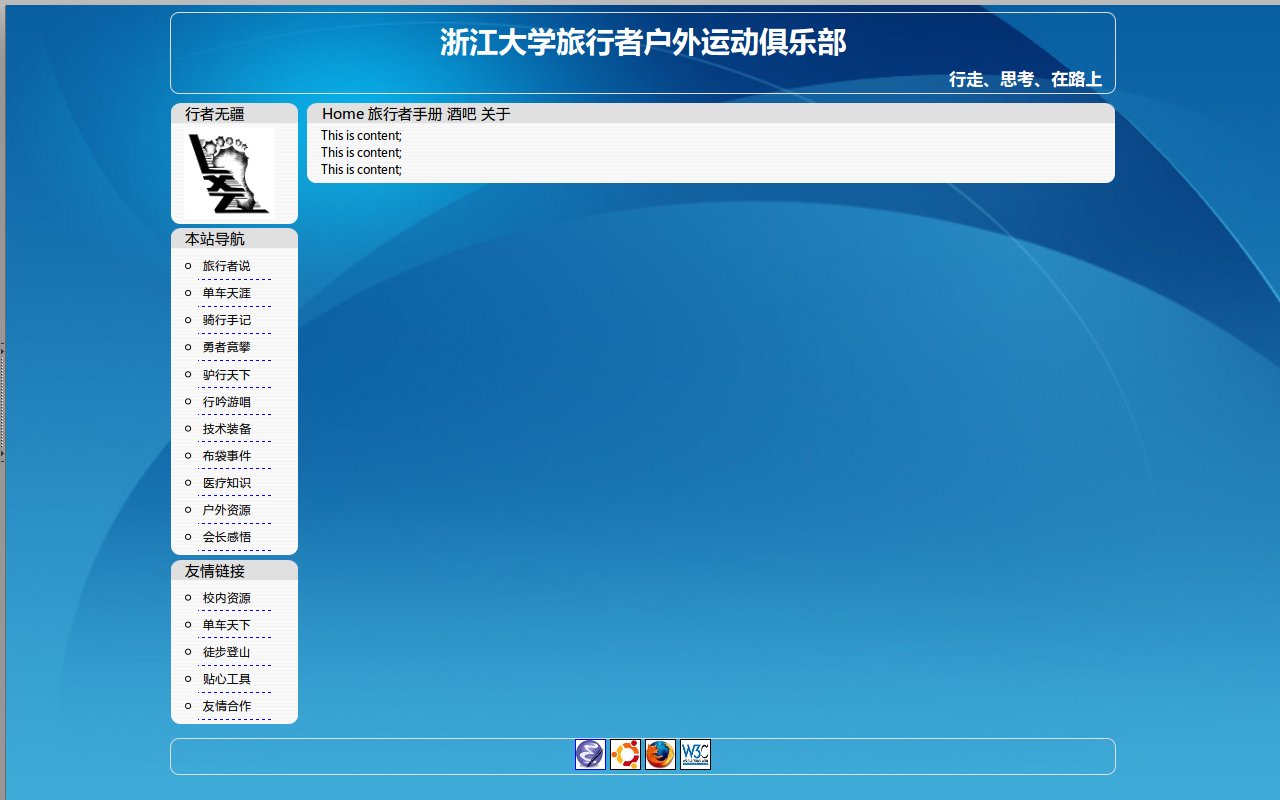 浙江大学旅行者户外运动俱乐部
行走、思考、在路上
行者无疆
LXZ
Home 旅行者手册 酒吧 关于
This is content;
This is content;
This is content;
本站导航
旅行者说
单车天涯
骑行手记
勇者竟攀
驴行天下
行吟游唱
技术装备
布袋事件
医疗知识
户外资源
会长感悟
友情链接
校内资源
单车天下
徒步登山
贴心工具
友情合作
W3C